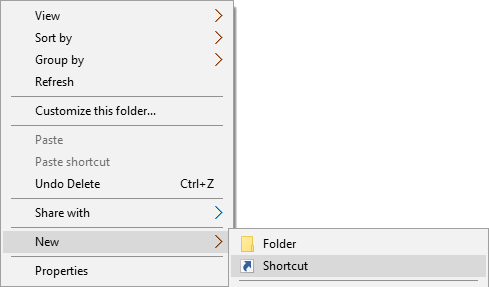 View
Sort by
Group by
Refresh
Customize this folder...
Paste
Paste shortcut
Undo Delete Ctrl+Z
Share with
New
Folder
Shortcut
Properties